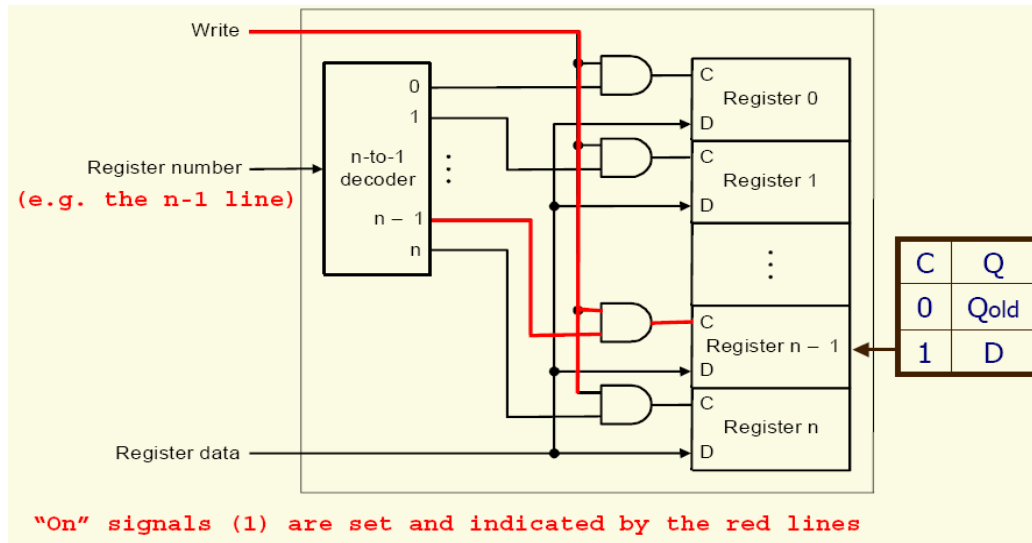 Write
0
1
n-to-1
decoder
⋮
n – 1
n
Register number
(e.g. the n-1 line)
Register data
C
Register 0
D
C
Register 1
D
⋮
C
Register n – 1
D
C
Register n
D
C Q
0 Qold
1 D
“On” signals (1) are set and indicated by the red lines